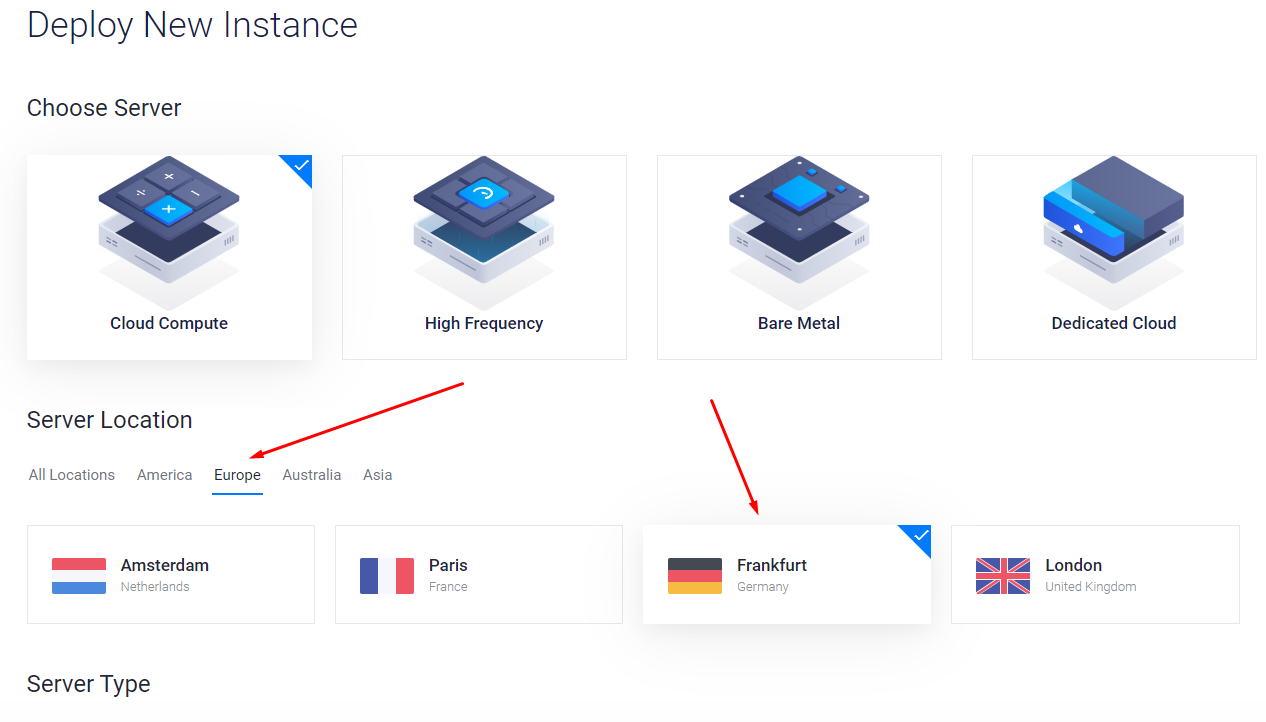 Deploy New Instance
Choose Server
Cloud Compute
High Frequency
Bare Metal
Dedicated Cloud
Server Location
All Locations America Europe Australia Asia
Amsterdam
Netherlands
Paris
France
Frankfurt
Germany
London
United Kingdom
Server Type